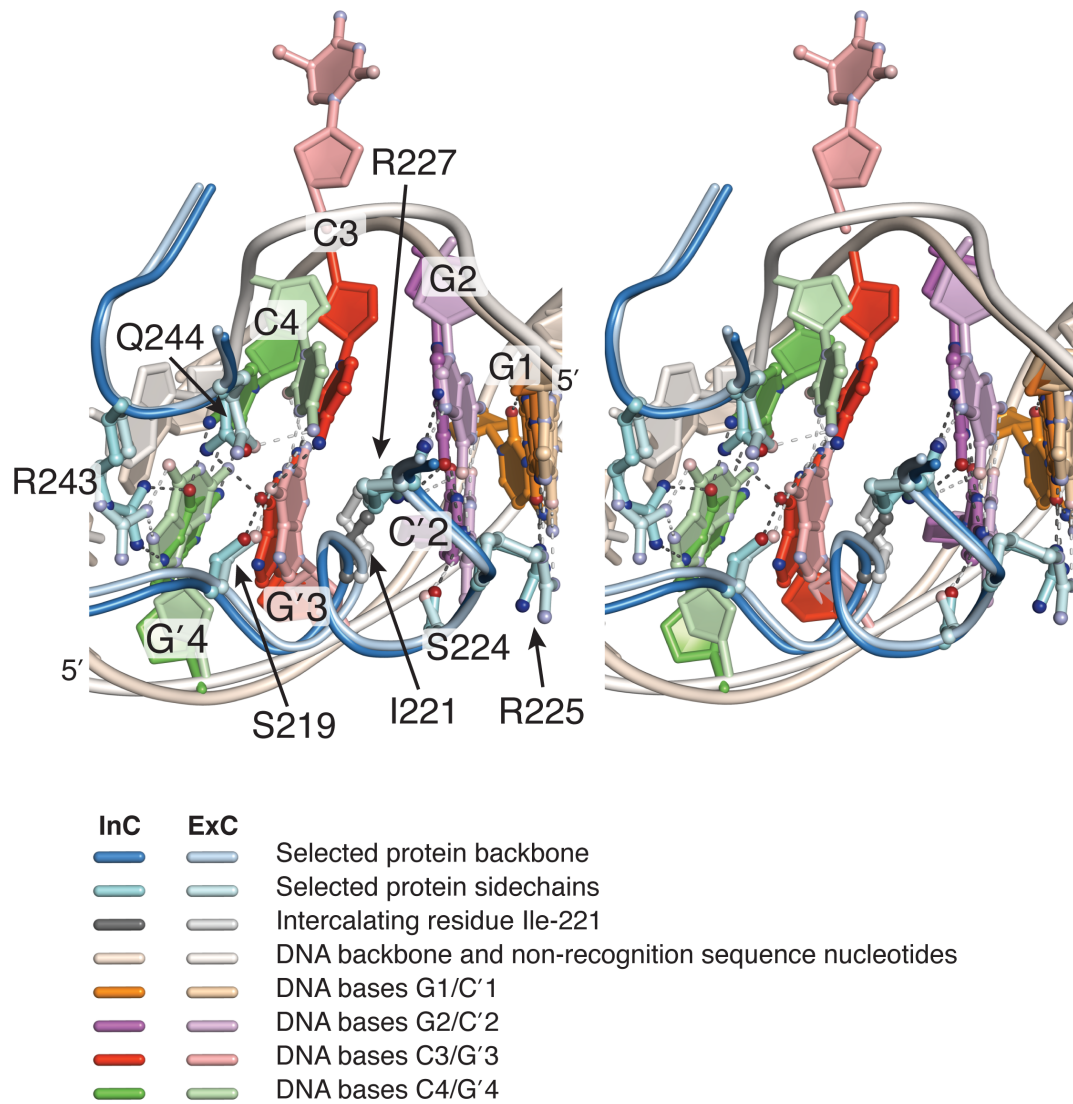 R227
C3
G2
C4
Q244
G1
5′
R243
C′2
G′3
G′4
S224
5′
I221
R225
S219
InC ExC
Selected protein backbone
Selected protein sidechains
Intercalating residue Ile-221
DNA backbone and non-recognition sequence nucleotides
DNA bases G1/C′1
DNA bases G2/C′2
DNA bases C3/G′3
DNA bases C4/G′4